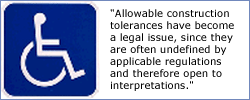 "Allowable construction
tolerances have become
a legal issue, since they
are often undefined by
applicable regulations
and therefore open to
interpretations."